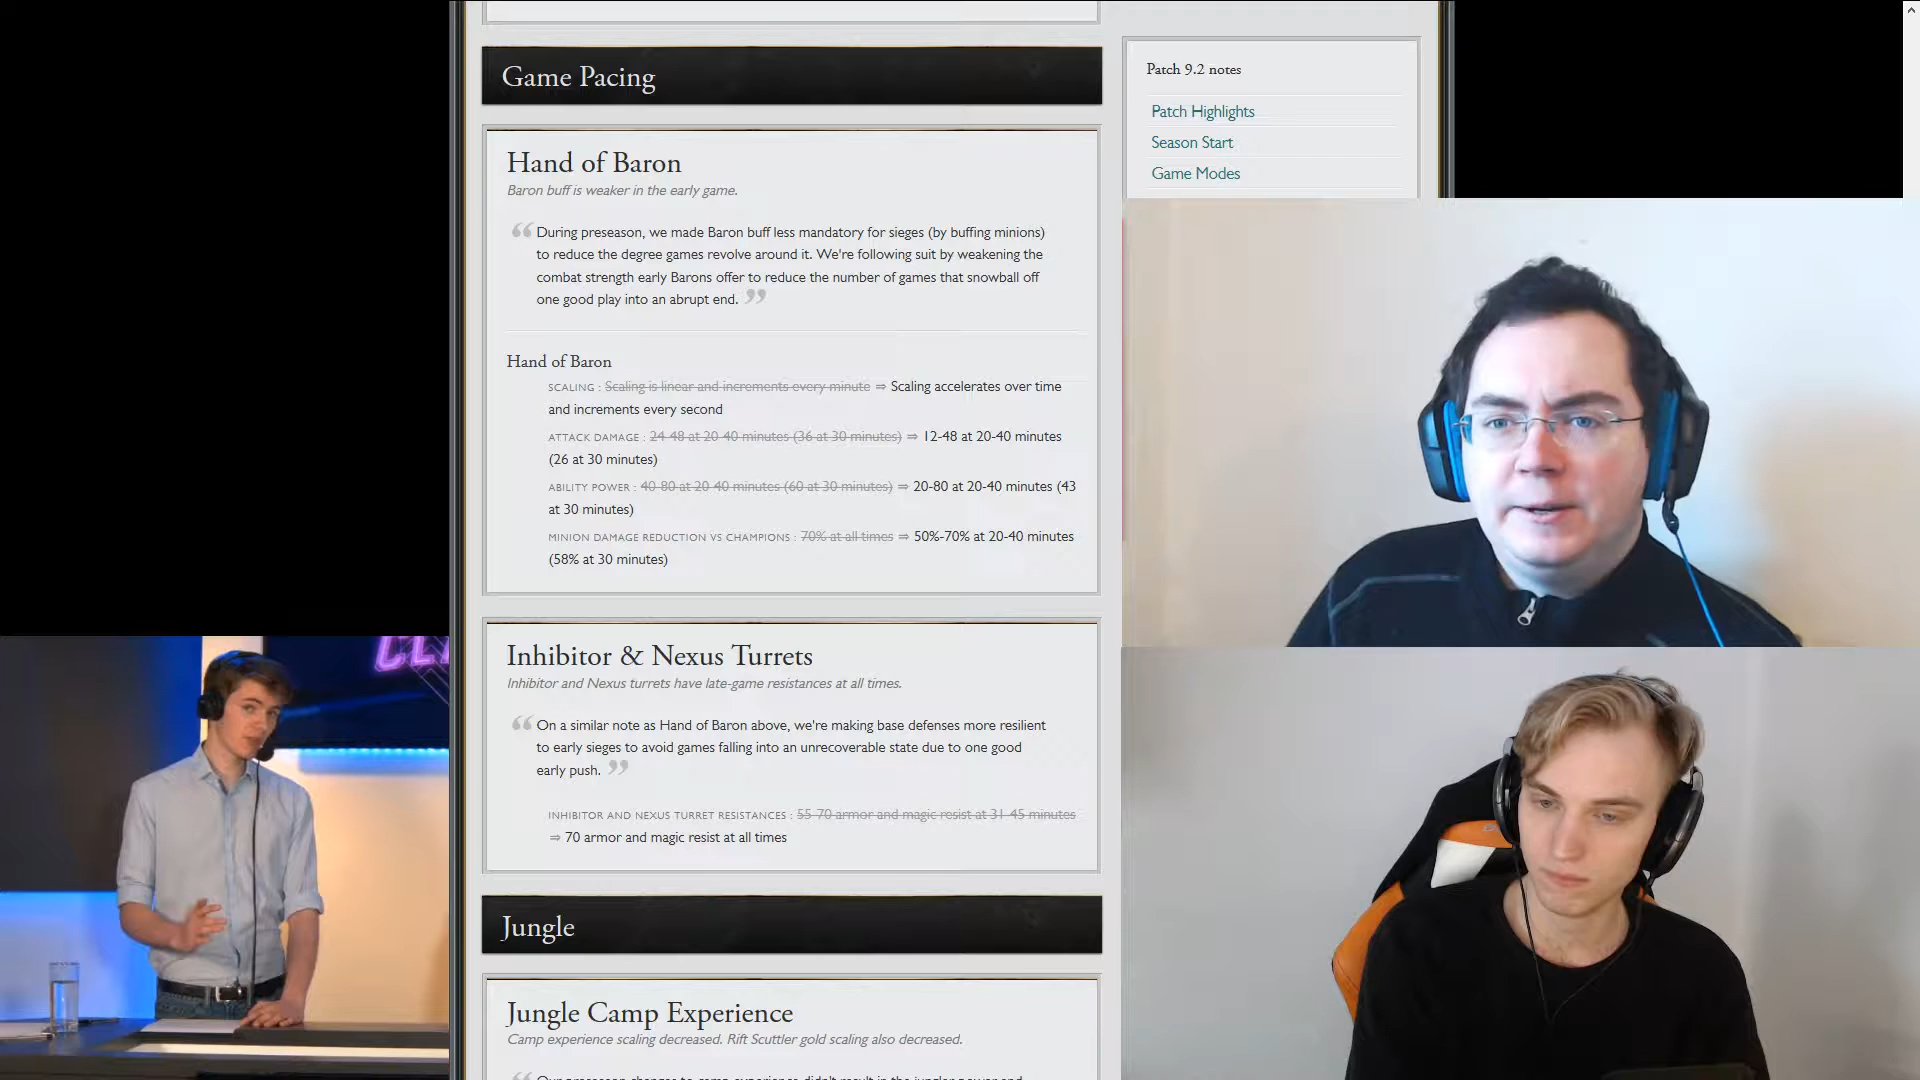 Game Pacing
Hand of Baron
Baron buff is weaker in the early game.
“ During preseason, we made Baron buff less mandatory for sieges (by buffing minions)
to reduce the degree games revolve around it. We're following suit by weakening the
combat strength early Barons offer to reduce the number of games that snowball off
one good play into an abrupt end. ”
Hand of Baron
SCALING : Scaling is linear and increments every minute ⇒ Scaling accelerates over time
and increments every second
ATTACK DAMAGE : 24-48 at 20-40 minutes (36 at 30 minutes) ⇒ 12-48 at 20-40 minutes
(26 at 30 minutes)
ABILITY POWER : 40-80 at 20-40 minutes (60 at 30 minutes) ⇒ 20-80 at 20-40 minutes (43
at 30 minutes)
MINION DAMAGE REDUCTION VS CHAMPIONS : 70% at all times ⇒ 50%-70% at 20-40 minutes
(58% at 30 minutes)
Inhibitor & Nexus Turrets
Inhibitor and Nexus turrets have late-game resistances at all times.
“ On a similar note as Hand of Baron above, we're making base defenses more resilient
to early sieges to avoid games falling into an unrecoverable state due to one good
early push. ”
INHIBITOR AND NEXUS TURRET RESISTANCES : 55-70 armor and magic resist at 31-45 minutes
⇒ 70 armor and magic resist at all times
Jungle
Jungle Camp Experience
Camp experience scaling decreased. Rift Scuttler gold scaling also decreased.
Patch 9.2 notes
Patch Highlights
Season Start
Game Modes